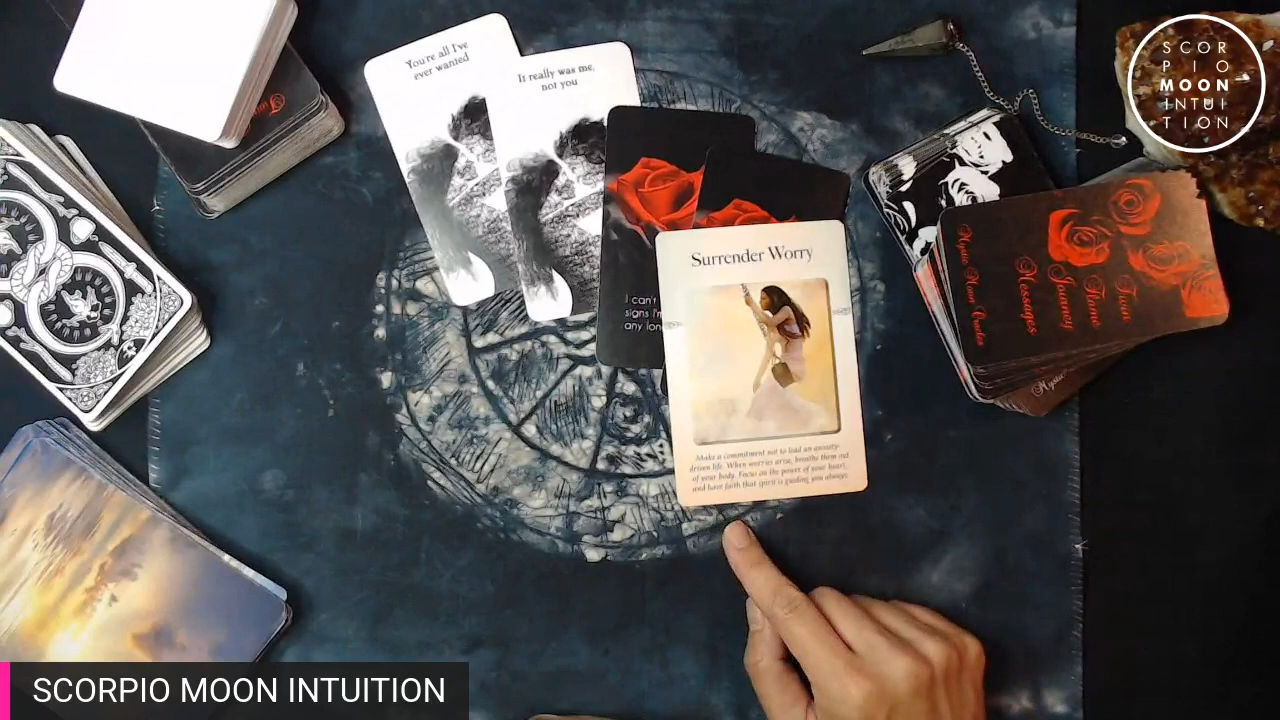 You're all I've
ever wanted
It really was me,
not you
I can't
signs I'm
any
Surrender Worry
Make a commitment not to lead an anxiety-
driven life. When worries arise, breathe them out
of your body. Focus on the power of your heart,
and have faith that spirit is guiding you always.
Twin
Flame
Journey
Messages
Mystic Moon Oracles
Mystic
SCOR
PIO
MOON
INTUI
TION
SCORPIO MOON INTUITION